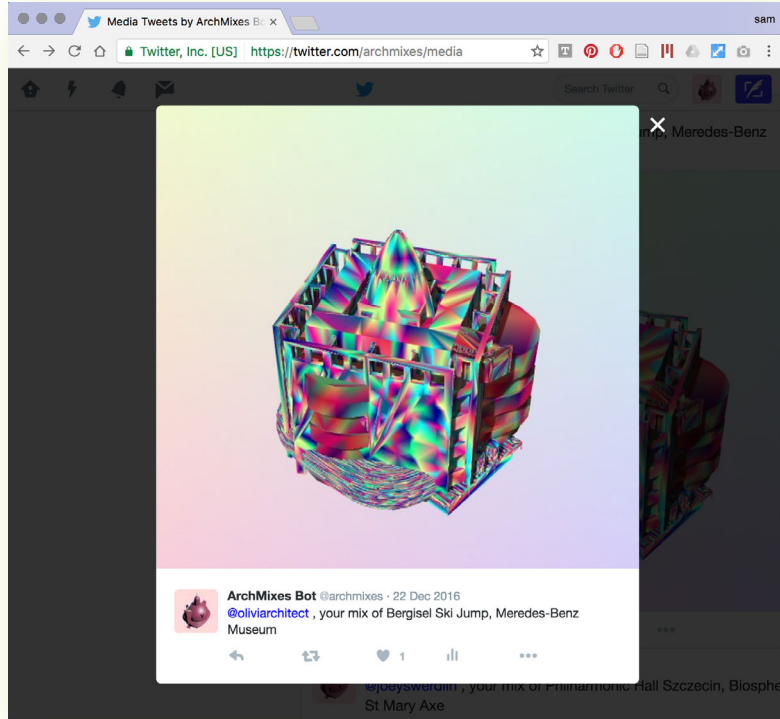 Media Tweets by ArchMixes Bo
sam
Twitter, Inc. [US]
https://twitter.com/archmixes/media
Search Twitter
Jump, Meredes-Benz
ArchMixes Bot @archmixes · 22 Dec 2016
@oliviarchitect , your mix of Bergisel Ski Jump, Meredes-Benz
Museum
1
@joeyswerdlin , your mix of Philharmonic Hall Szczecin, Biosphe
St Mary Axe